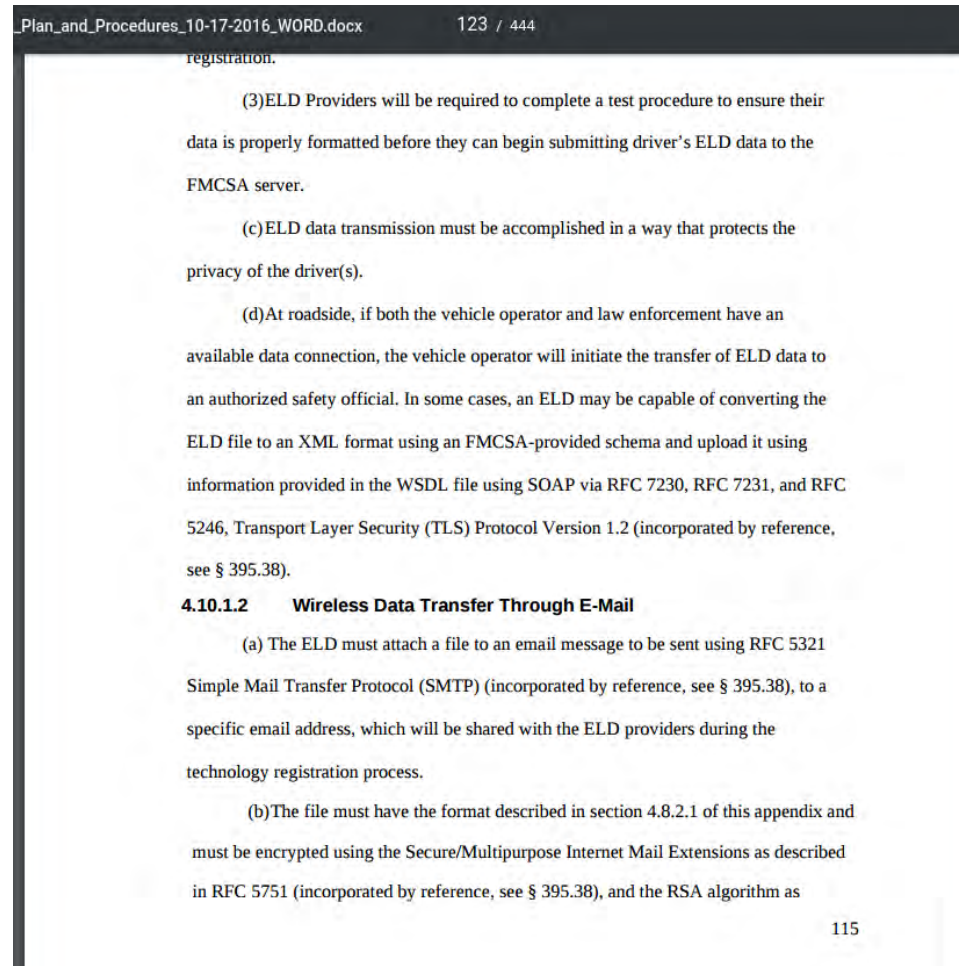 _Plan_and_Procedures_10-17-2016_WORD.docx 123 / 444
registration.
(3)ELD Providers will be required to complete a test procedure to ensure their
data is properly formatted before they can begin submitting driver's ELD data to the
FMCSA server.
(c)ELD data transmission must be accomplished in a way that protects the
privacy of the driver(s).
(d)At roadside, if both the vehicle operator and law enforcement have an
available data connection, the vehicle operator will initiate the transfer of ELD data to
an authorized safety official. In some cases, an ELD may be capable of converting the
ELD file to an XML format using an FMCSA-provided schema and upload it using
information provided in the WSDL file using SOAP via RFC 7230, RFC 7231, and RFC
5246, Transport Layer Security (TLS) Protocol Version 1.2 (incorporated by reference,
see § 395.38).
4.10.1.2 Wireless Data Transfer Through E-Mail
(a) The ELD must attach a file to an email message to be sent using RFC 5321
Simple Mail Transfer Protocol (SMTP) (incorporated by reference, see § 395.38), to a
specific email address, which will be shared with the ELD providers during the
technology registration process.
(b)The file must have the format described in section 4.8.2.1 of this appendix and
must be encrypted using the Secure/Multipurpose Internet Mail Extensions as described
in RFC 5751 (incorporated by reference, see § 395.38), and the RSA algorithm as
115